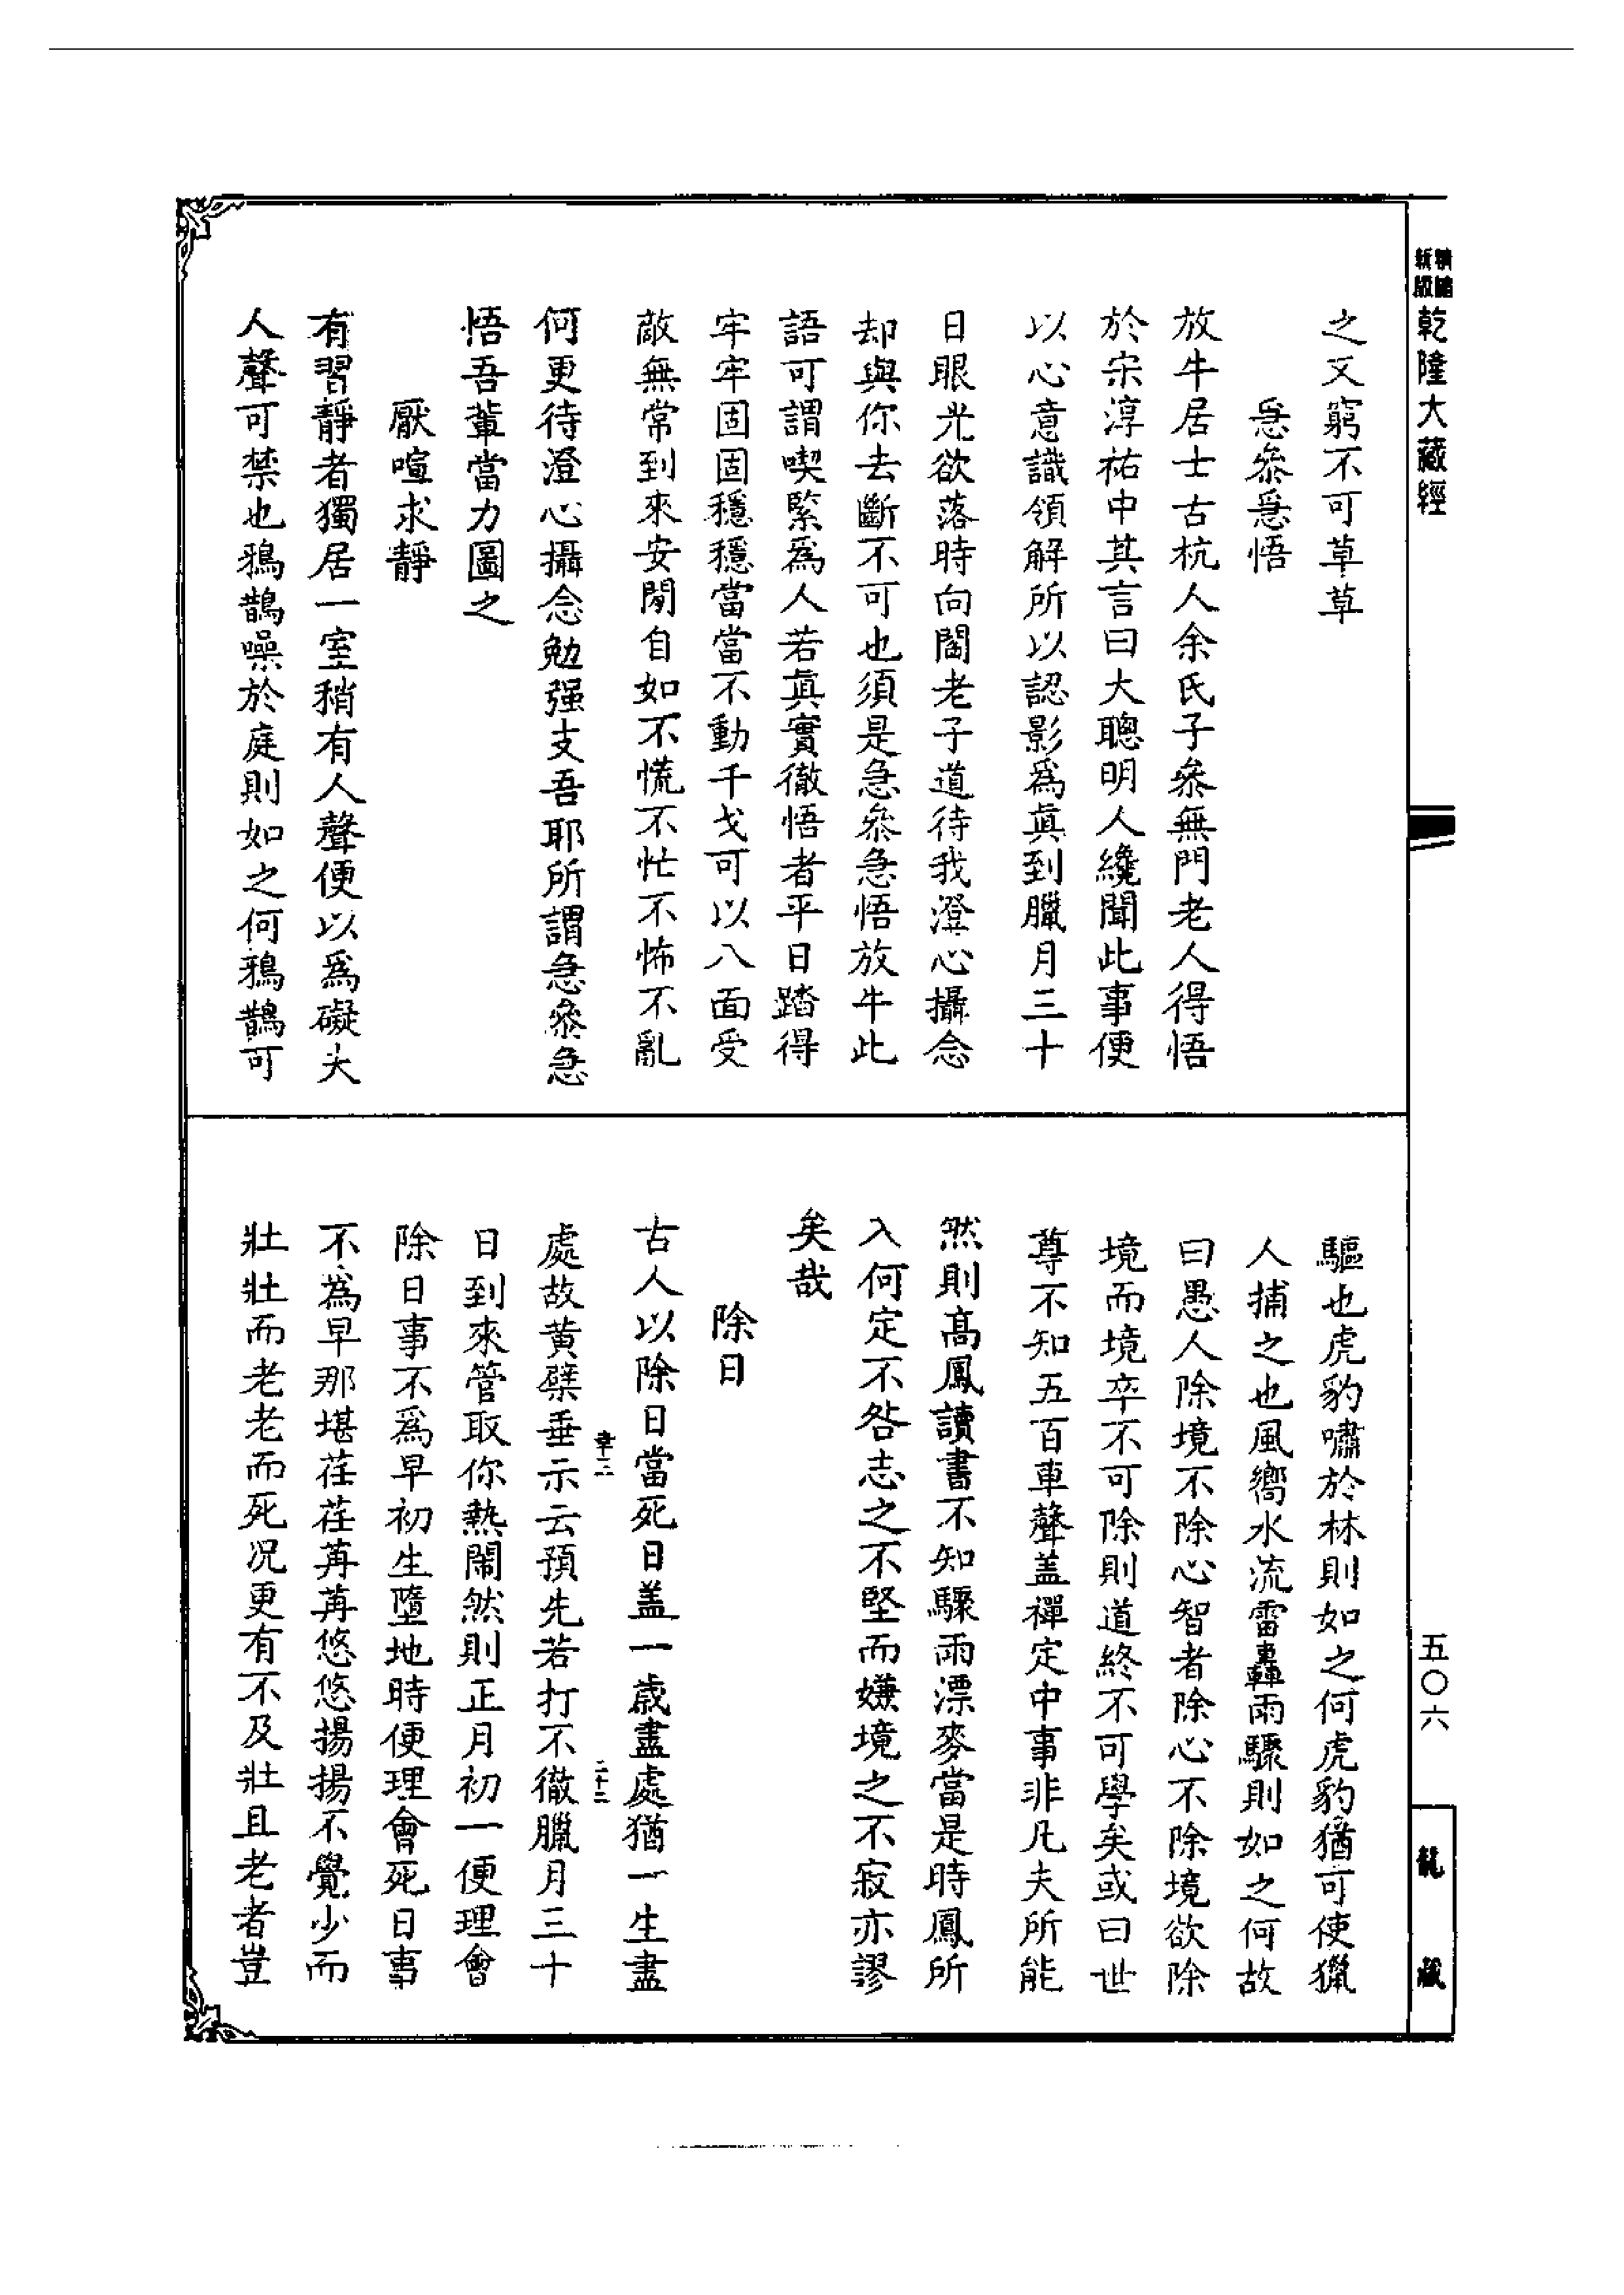 新版
精縮
乾隆大藏經
五〇六
龍藏
之又窮不可草草
急叅急悟
放牛居士古杭人余氏子叅無門老人得悟
於宋淳祐中其言曰大聰明人纔聞此事便
以心意識領解所以認影為真到臘月三十
日眼光欲落時向閻老子道待我澄心攝念
却與你去斷不可也須是急叅急悟放牛此
語可謂喫緊為人若眞實徹悟者平日踏得
牢牢固固穩穩當當不動千戈可以八面受
敵無常到來安閒自如不慌不忙不怖不亂
何更待澄心攝念勉强支吾耶所謂急叅急
悟吾輩當力圖之
厭喧求靜
有習靜者獨居一室稍有人聲便以為礙夫
人聲可禁也鴉鵲噪於庭則如之何鴉鵲可
驅也虎豹嘯於林則如之何虎豹猶可使獵
人捕之也風嚮水流雷轟雨驟則如之何故
曰愚人除境不除心智者除心不除境欲除
境而境卒不可除則道終不可學矣或曰世
尊不知五百車聲盖禪定中事非凡夫所能
然則高鳳讀書不知驟雨漂麥當是時鳳所
入何定不咎志之不堅而嫌境之不寂亦謬
矣哉
除日
古人以除日當死日盖一歲盡處猶一生盡
處故黃檗垂示云預先若打不徹臘月三十
日到來管取你熱閙然則正月初一便理會
除日事不為早初生墮地時便理會死日事
不為早那堪荏荏苒苒悠悠揚揚不覺少而
壯壯而老老而死况更有不及壯且老者豈
二十三